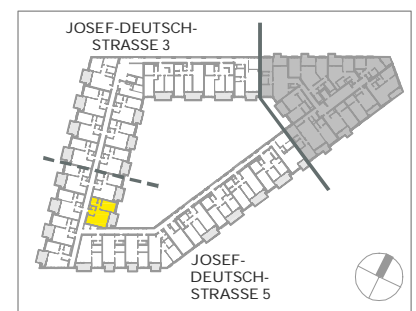 JOSEF-DEUTSCH-
STRASSE 3
JOSEF-
DEUTSCH-
STRASSE 5